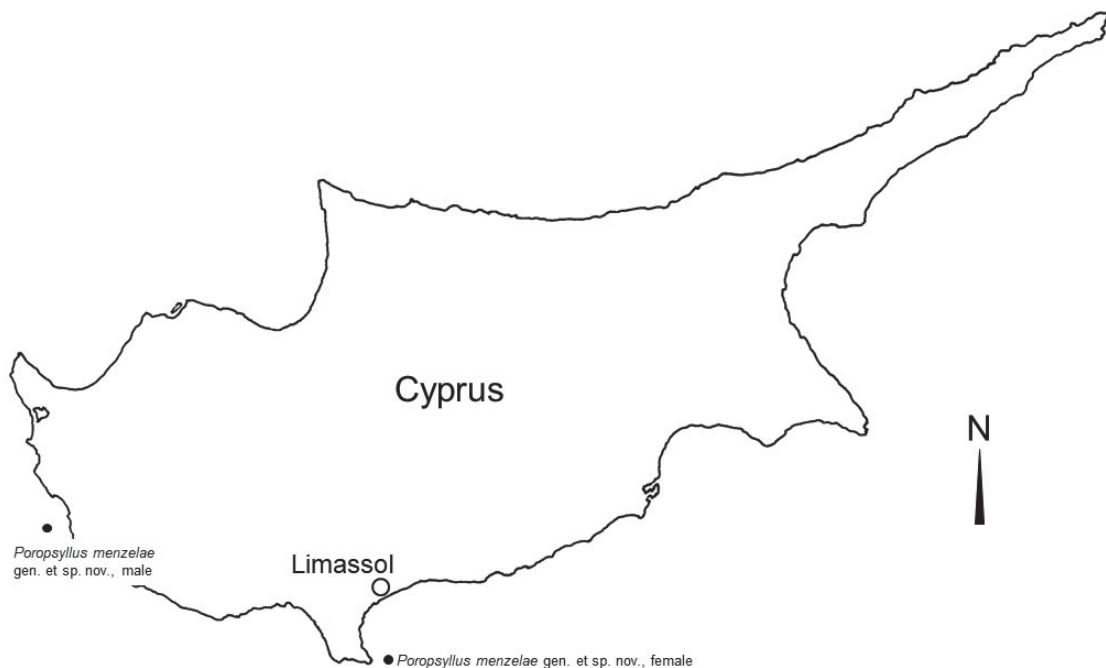 Cyprus
N
Poropsyllus menzelae
gen. et sp. nov., male
Limassol
Poropsyllus menzelae gen. et sp. nov., female